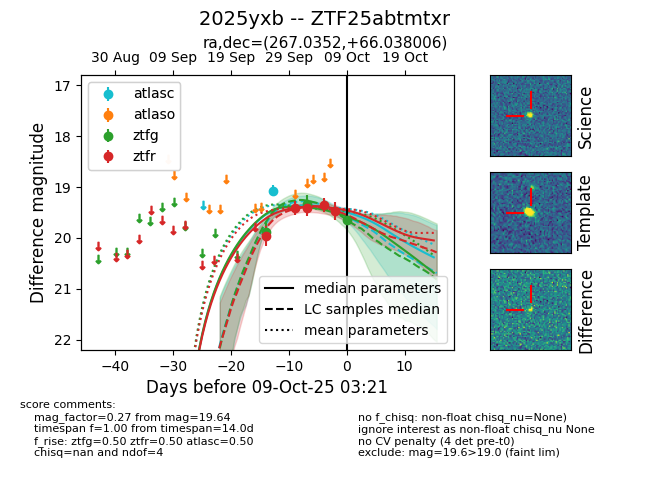 2025yxb -- ZTF25abtmtxr
ra,dec=(267.0352,+66.038006)
30 Aug 09 Sep 19 Sep 29 Sep 09 Oct 19 Oct
17
18
19
20
21
22
Difference magnitude
atlasc
atlaso
ztfg
ztfr
median parameters
LC samples median
mean parameters
−40 −30 −20 −10 0 10
Days before 09-Oct-25 03:21
Science
Template
Difference
score comments:
mag_factor=0.27 from mag=19.64
timespan f=1.00 from timespan=14.0d
f_rise: ztfg=0.50 ztfr=0.50 atlasc=0.50
chisq=nan and ndof=4
no f_chisq: non-float chisq_nu=None)
ignore interest as non-float chisq_nu None
no CV penalty (4 det pre-t0)
exclude: mag=19.6>19.0 (faint lim)